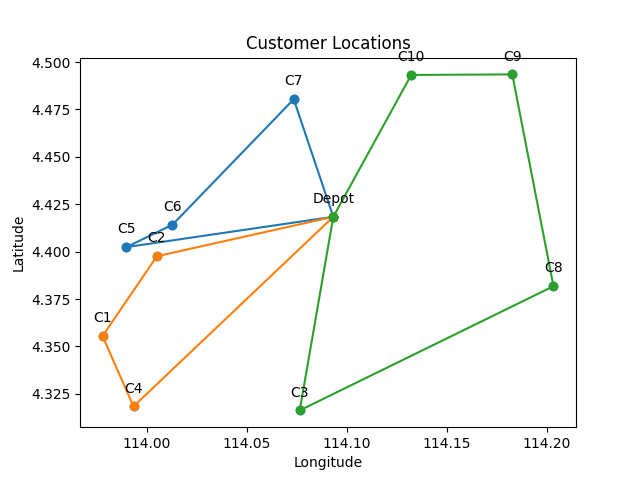 Customer Locations
C10
C9
C7
Depot
C6
C5
C2
C8
C1
C4
C3
4.500
4.475
4.450
4.425
4.400
4.375
4.350
4.325
Latitude
114.00
114.05
114.10
114.15
114.20
Longitude